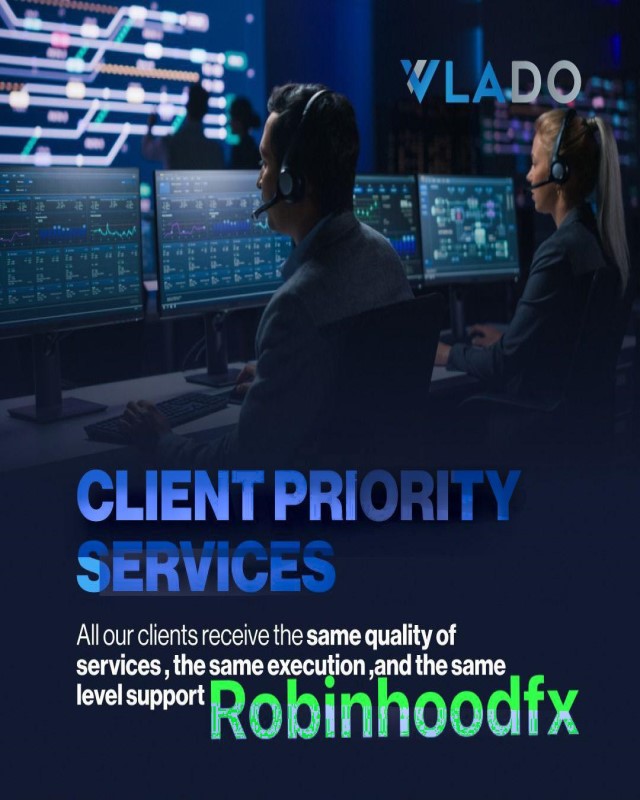 VLADO
CLIENT PRIORITY
SERVICES
All our clients receive the same quality of
services , the same execution ,and the same
level support
Robinhoodfx